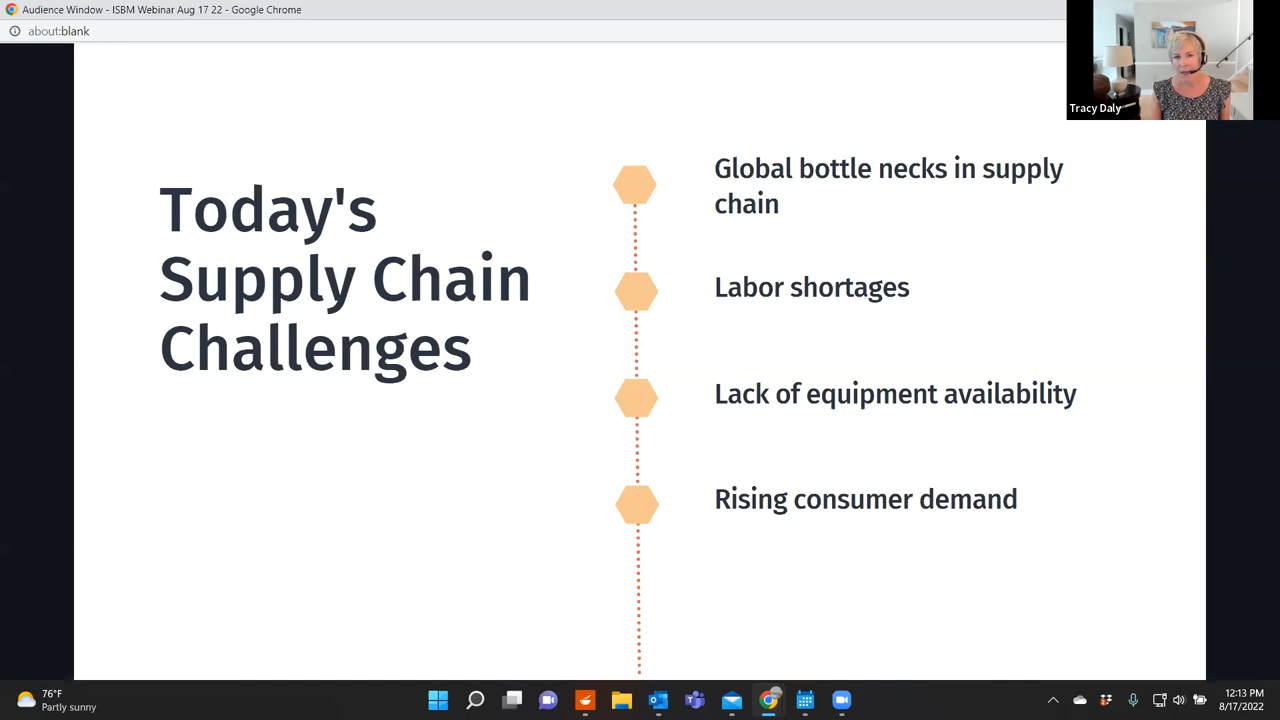 Audience Window - ISBM Webinar Aug 17 22 - Google Chrome
about:blank
Tracy Daly
Today's
Supply Chain
Challenges
Global bottle necks in supply
chain
Labor shortages
Lack of equipment availability
Rising consumer demand
76°F
Partly sunny
12:13 PM
8/17/2022